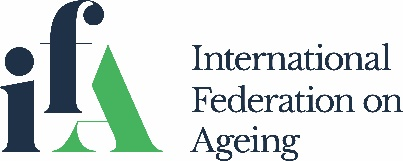 ifA
International
Federation on
Ageing